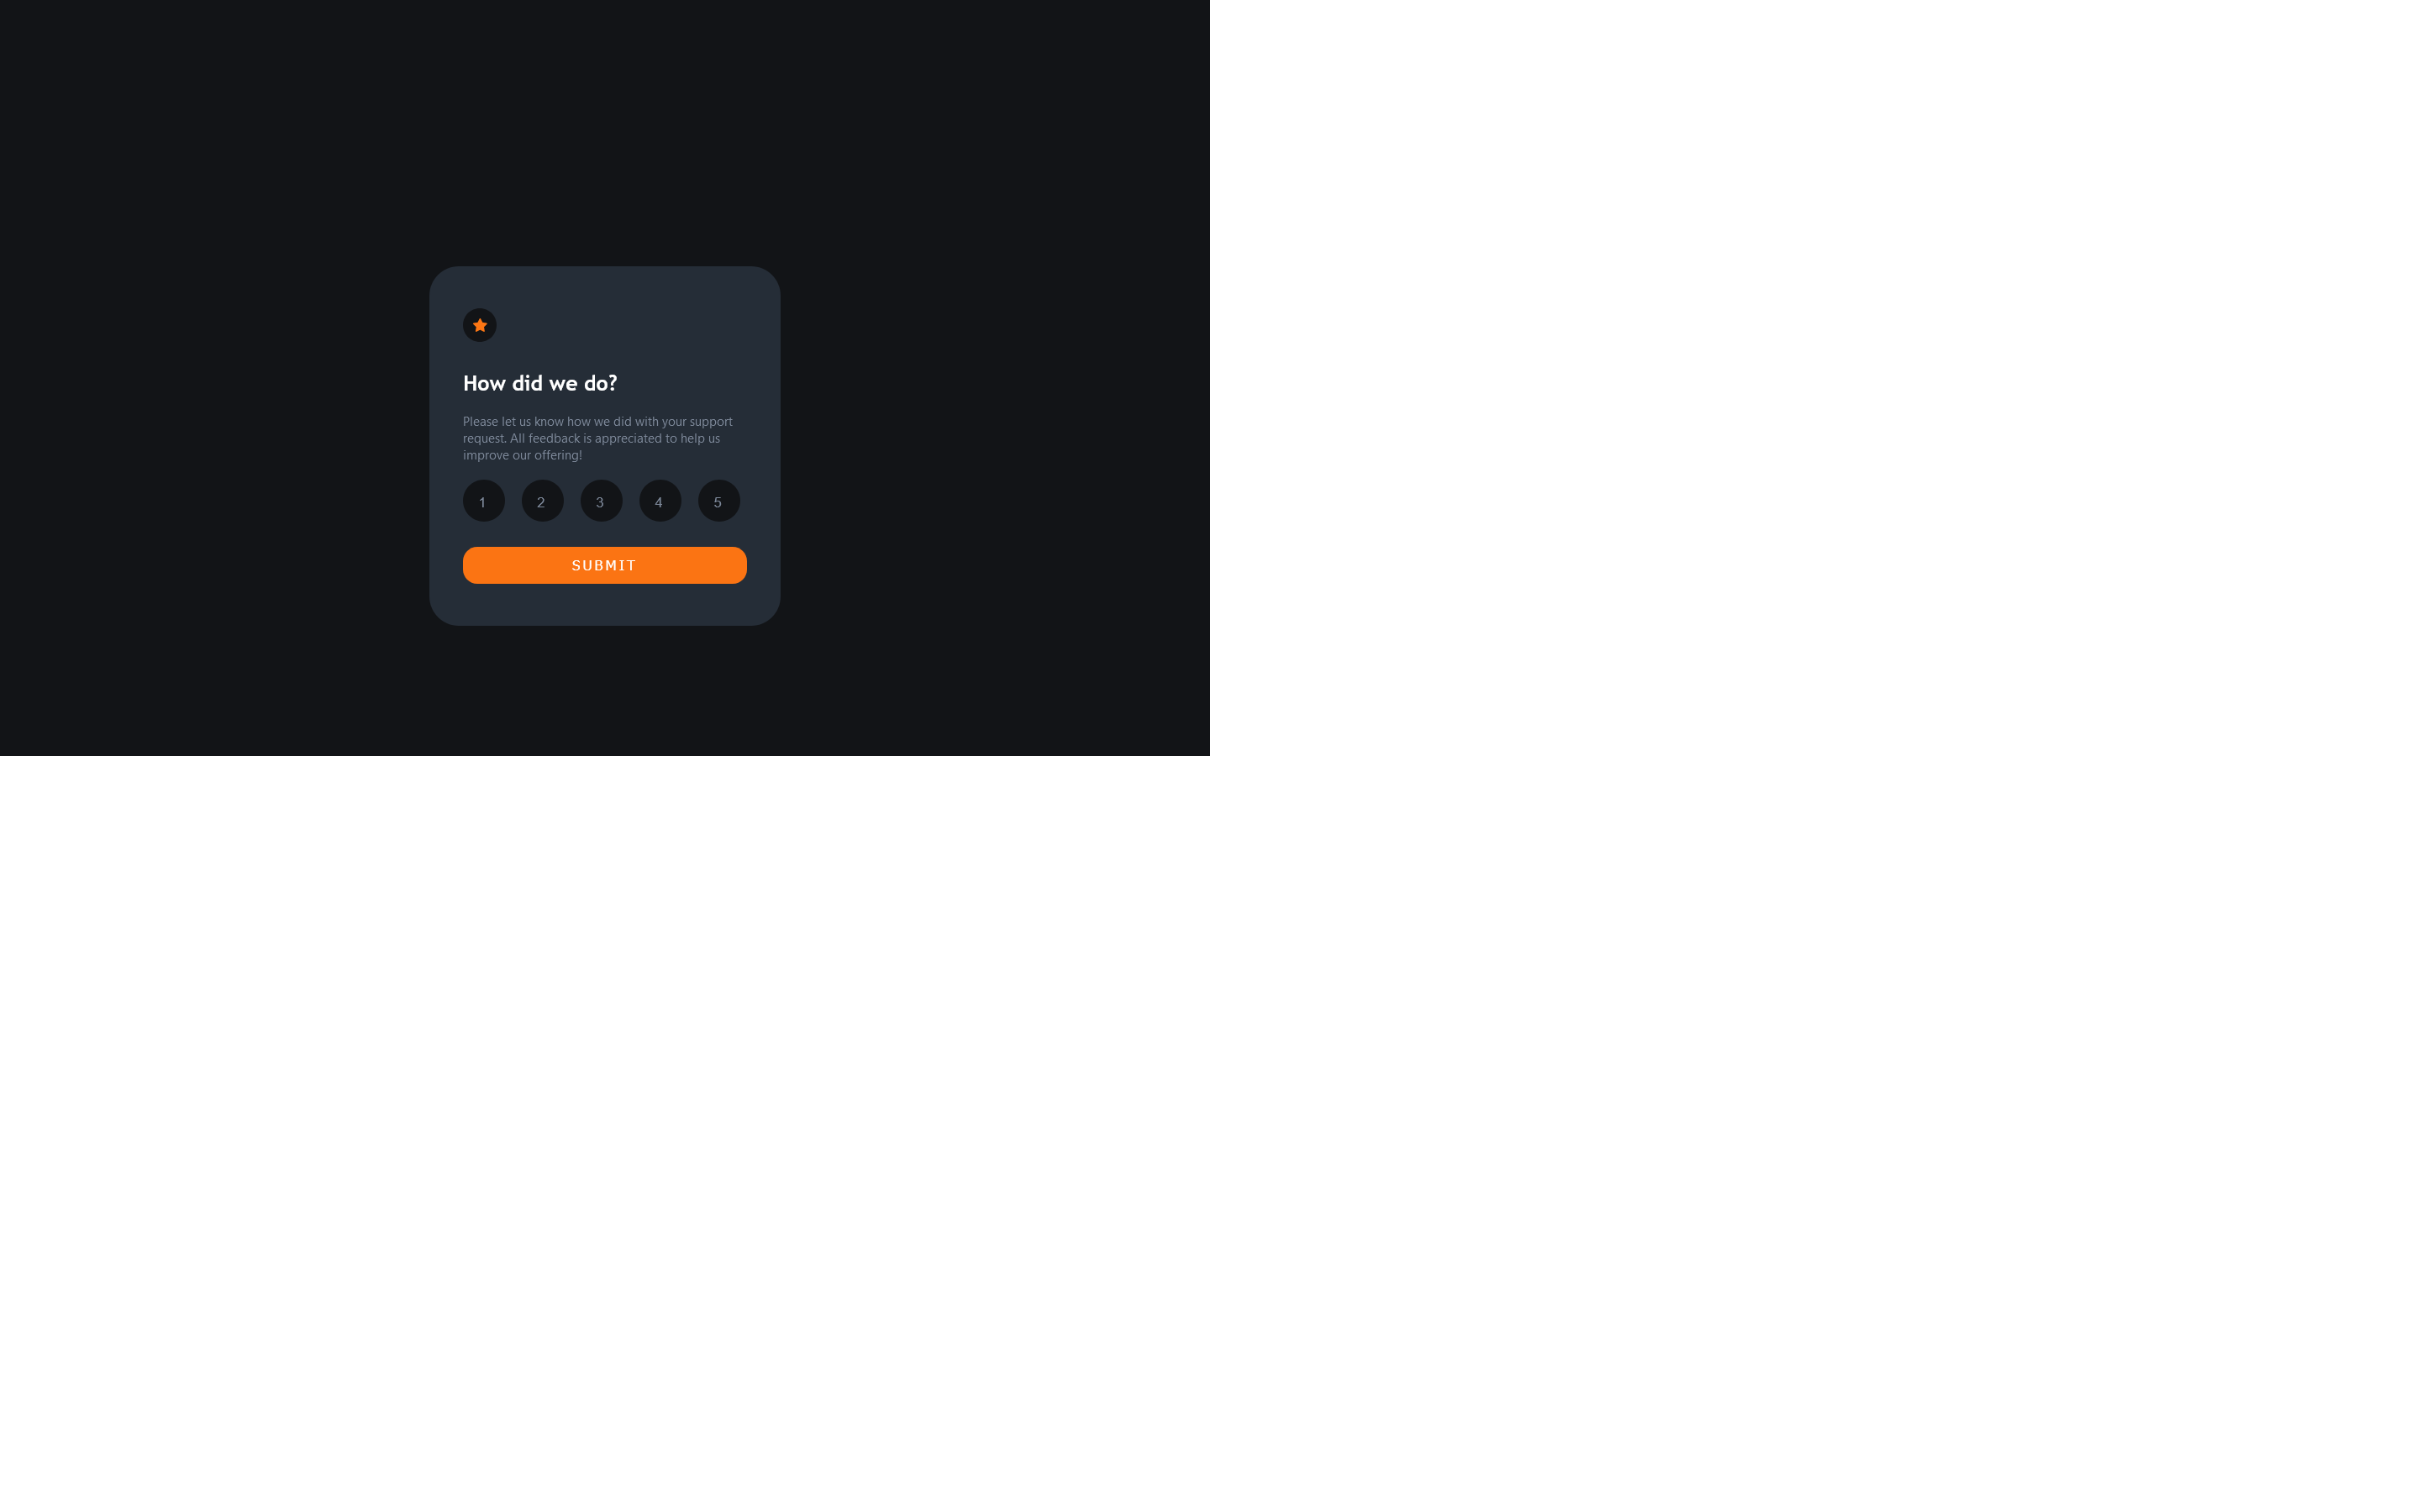 How did we do?
Please let us know how we did with your support
request. All feedback is appreciated to help us
improve our offering!
1 2 3 4 5
SUBMIT